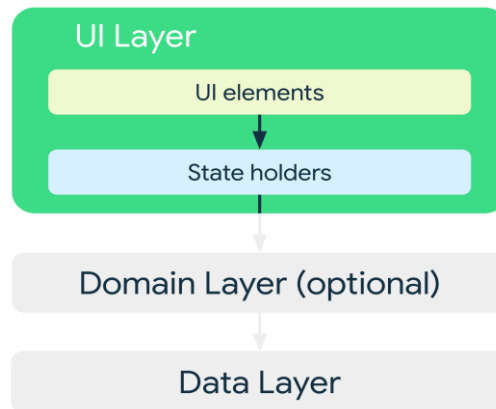 UI Layer
UI elements
State holders
Domain Layer (optional)
Data Layer